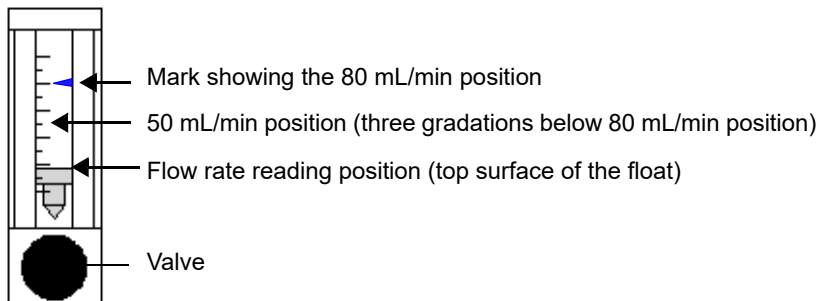 Mark showing the 80 mL/min position
50 mL/min position (three gradations below 80 mL/min position)
Flow rate reading position (top surface of the float)
Valve